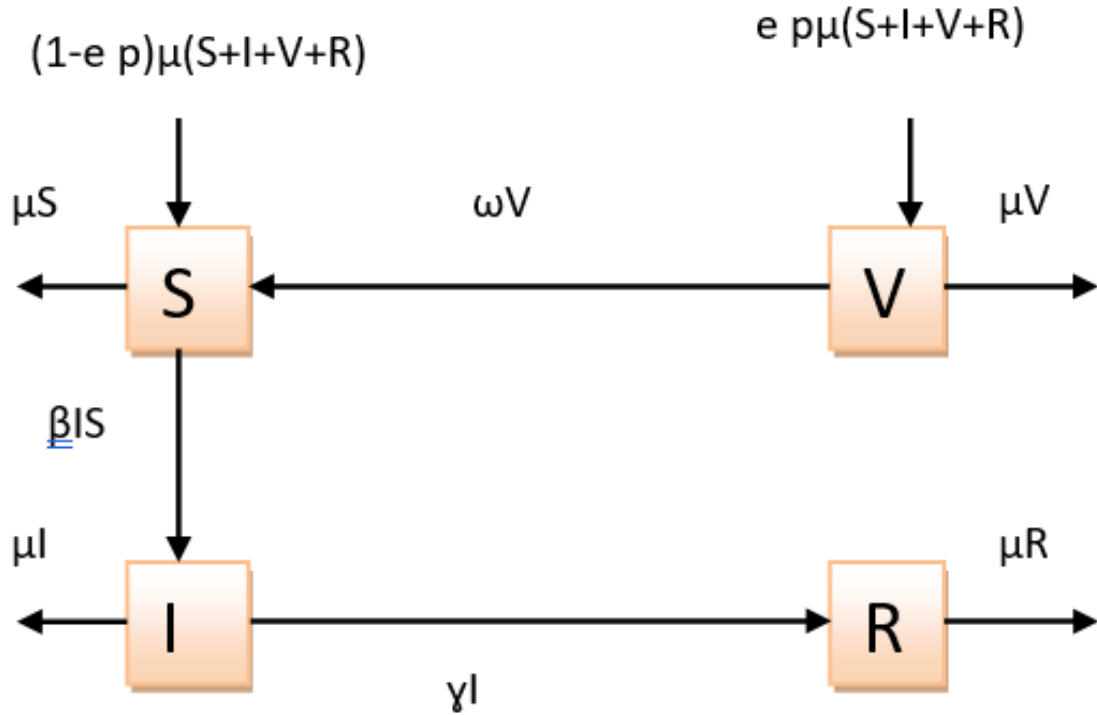 (1-e p)μ(S+I+V+R)
e pμ(S+I+V+R)
μS
ωV
μV
S
V
βIS
μI
μR
I
R
ɣI